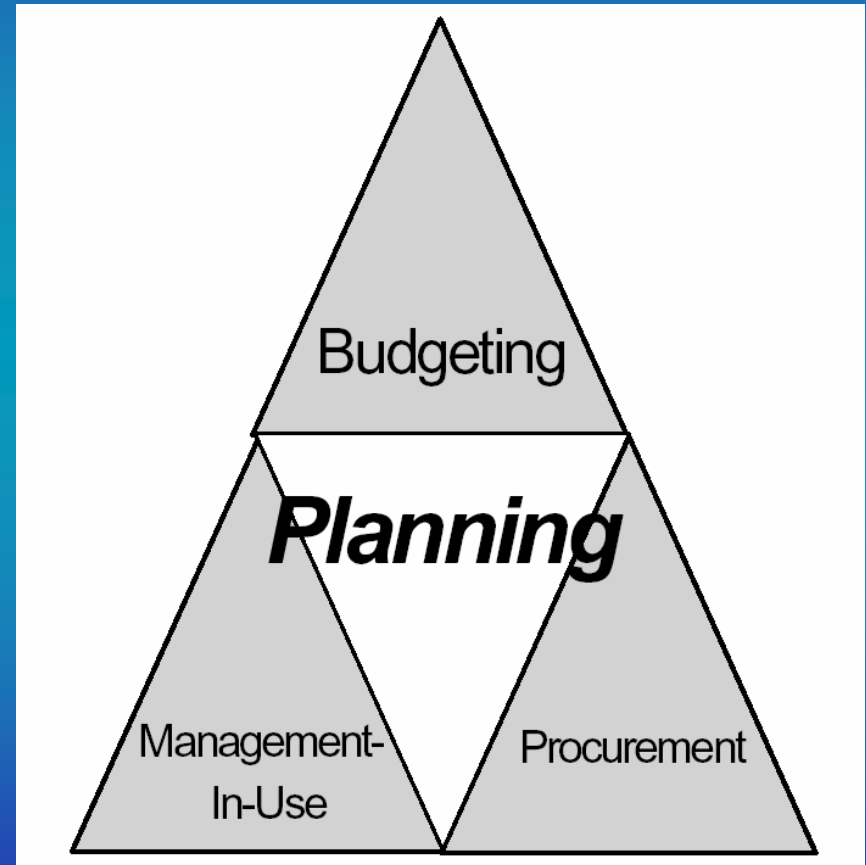 Budgeting
Planning
Management-
In-Use
Procurement